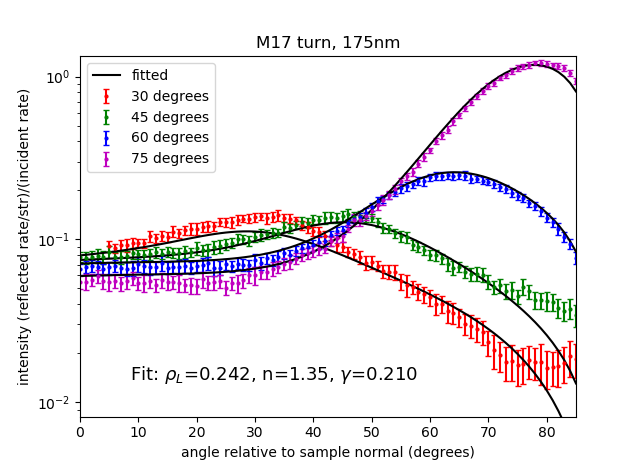 M17 turn, 175nm
intensity (reflected rate/str)/(incident rate)
10⁰
10⁻¹
10⁻²
fitted
30 degrees
45 degrees
60 degrees
75 degrees
Fit: ρ_L=0.242, n=1.35, γ=0.210
0 10 20 30 40 50 60 70 80
angle relative to sample normal (degrees)